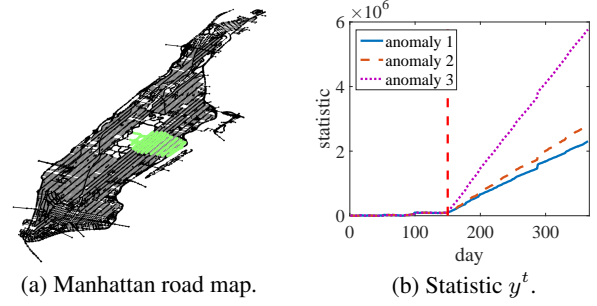 ×10^6
6
4
2
0
statistic
anomaly 1
anomaly 2
anomaly 3
0 100 200 300
day
(a) Manhattan road map.
(b) Statistic y^t.